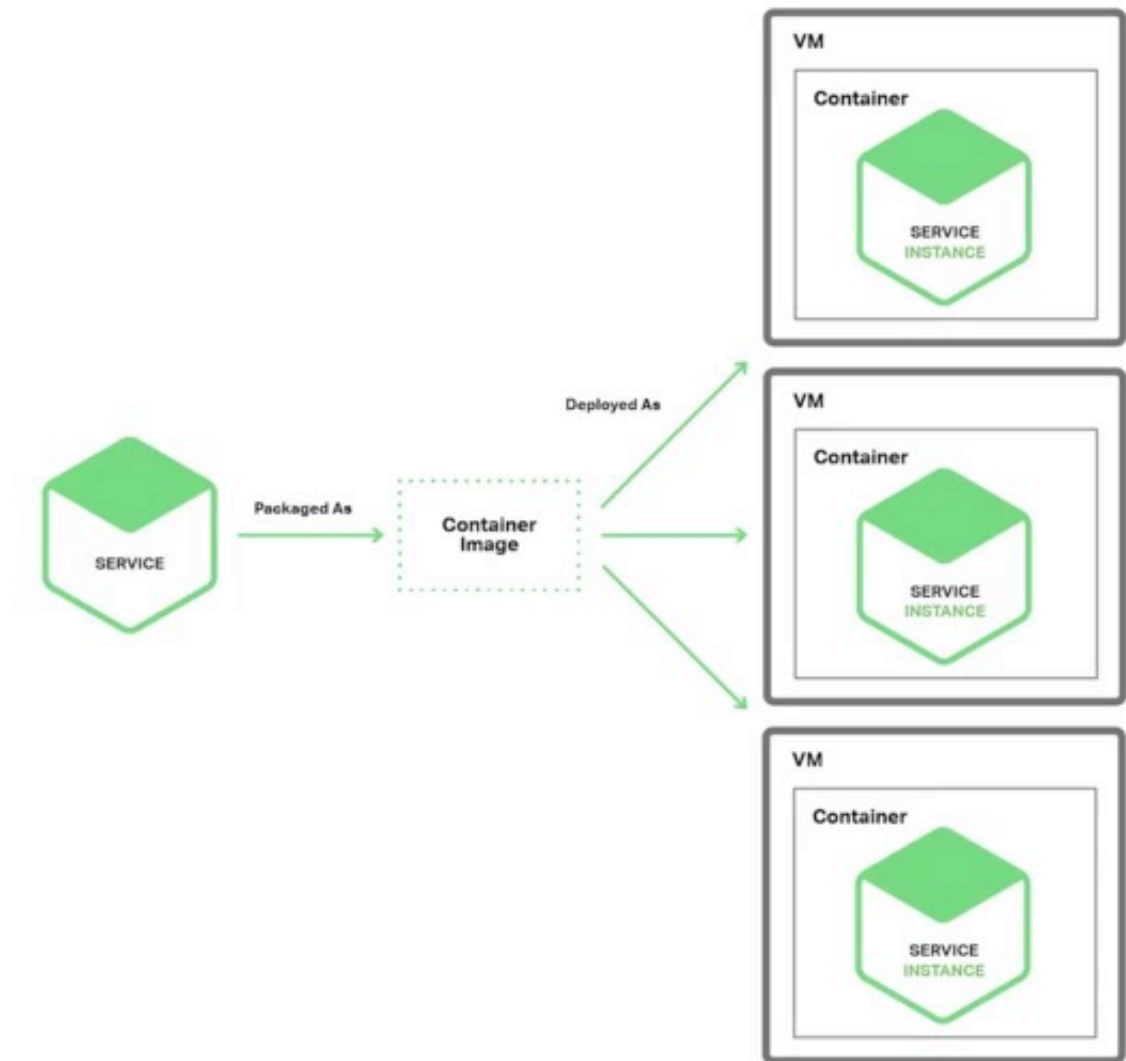 SERVICE
Packaged As
Container
Image
Deployed As
VM
Container
SERVICE
INSTANCE
VM
Container
SERVICE
INSTANCE
VM
Container
SERVICE
INSTANCE